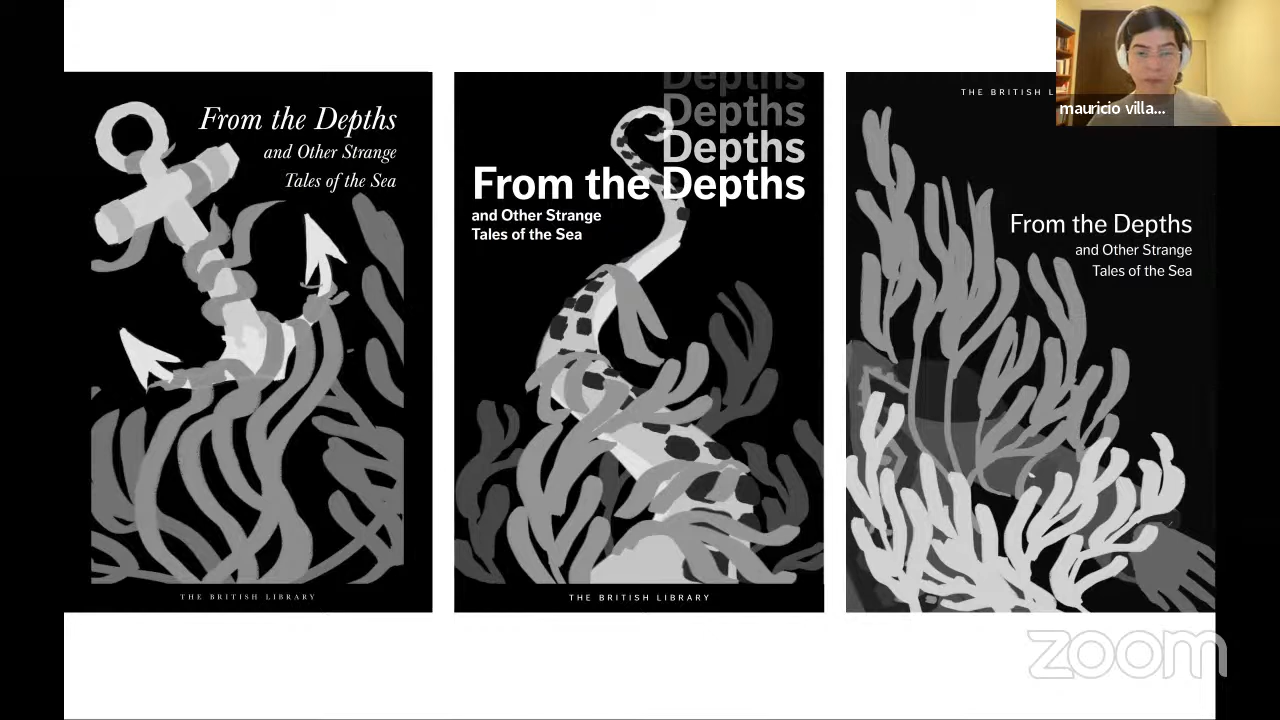 From the Depths
and Other Strange
Tales of the Sea
THE BRITISH LIBRARY
Depths
Depths
Depths
From the Depths
and Other Strange
Tales of the Sea
THE BRITISH LIBRARY
THE BRITISH L
From the Depths
and Other Strange
Tales of the Sea
mauricio villa...
zoom